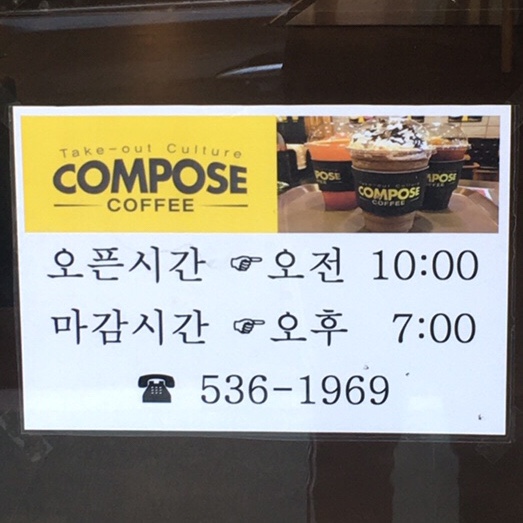 Take-out Culture
COMPOSE
COFFEE
COMPOSE
COFFEE
오픈시간 ☞오전 10:00
마감시간 ☞오후 7:00
☎ 536-1969